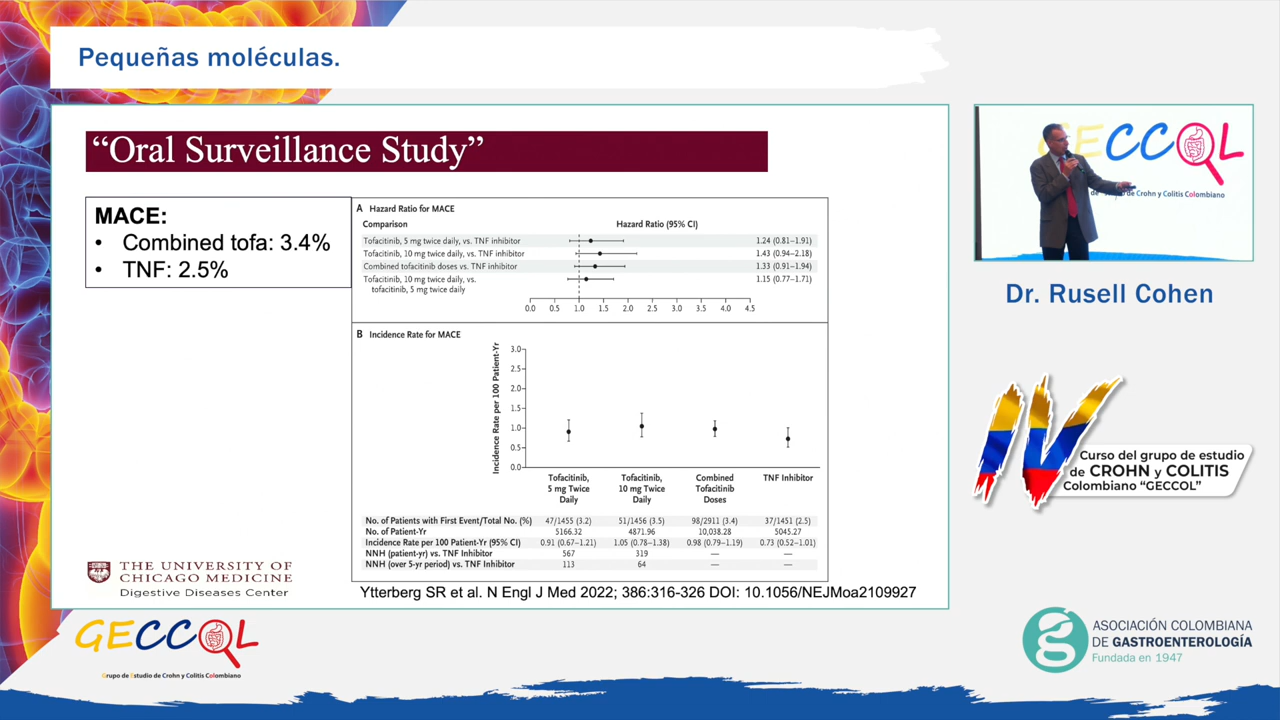 Pequeñas moléculas.
“Oral Surveillance Study”
MACE:
• Combined tofa: 3.4%
• TNF: 2.5%
A Hazard Ratio for MACE
Comparison Hazard Ratio (95% CI)
Tofacitinib, 5 mg twice daily, vs. TNF inhibitor 1.24 (0.81–1.91)
Tofacitinib, 10 mg twice daily, vs. TNF inhibitor 1.43 (0.94–2.18)
Combined tofacitinib doses vs. TNF inhibitor 1.33 (0.91–1.94)
Tofacitinib, 10 mg twice daily, vs. 1.15 (0.77–1.71)
tofacitinib, 5 mg twice daily
0.0 0.5 1.0 1.5 2.0 2.5 3.0 3.5 4.0 4.5
B Incidence Rate for MACE
Incidence Rate per 100 Patient-Yr
3.0
2.5
2.0
1.5
1.0
0.5
0.0
Tofacitinib, 5 mg Twice Daily
Tofacitinib, 10 mg Twice Daily
Combined Tofacitinib Doses
TNF Inhibitor
No. of Patients with First Event/Total No. (%) 47/1455 (3.2) 51/1456 (3.5) 98/2911 (3.4) 37/1451 (2.5)
No. of Patient-Yr 5166.32 4871.96 10,038.28 5045.27
Incidence Rate per 100 Patient-Yr (95% CI) 0.91 (0.67–1.21) 1.05 (0.78–1.38) 0.98 (0.79–1.19) 0.73 (0.52–1.01)
NNH (patient-yr) vs. TNF Inhibitor 567 319 — —
NNH (over 5-yr period) vs. TNF Inhibitor 113 64 — —
THE UNIVERSITY OF
CHICAGO MEDICINE
Digestive Diseases Center
Ytterberg SR et al. N Engl J Med 2022; 386:316-326 DOI: 10.1056/NEJMoa2109927
GECCOL
Grupo de Estudio de Crohn y Colitis Colombiano
GECCOL
de Crohn y Colitis Colombiano
Dr. Rusell Cohen
IV
Curso del grupo de estudio
de CROHN y COLITIS
Colombiano “GECCOL”
ASOCIACIÓN COLOMBIANA
DE GASTROENTEROLOGÍA
Fundada en 1947